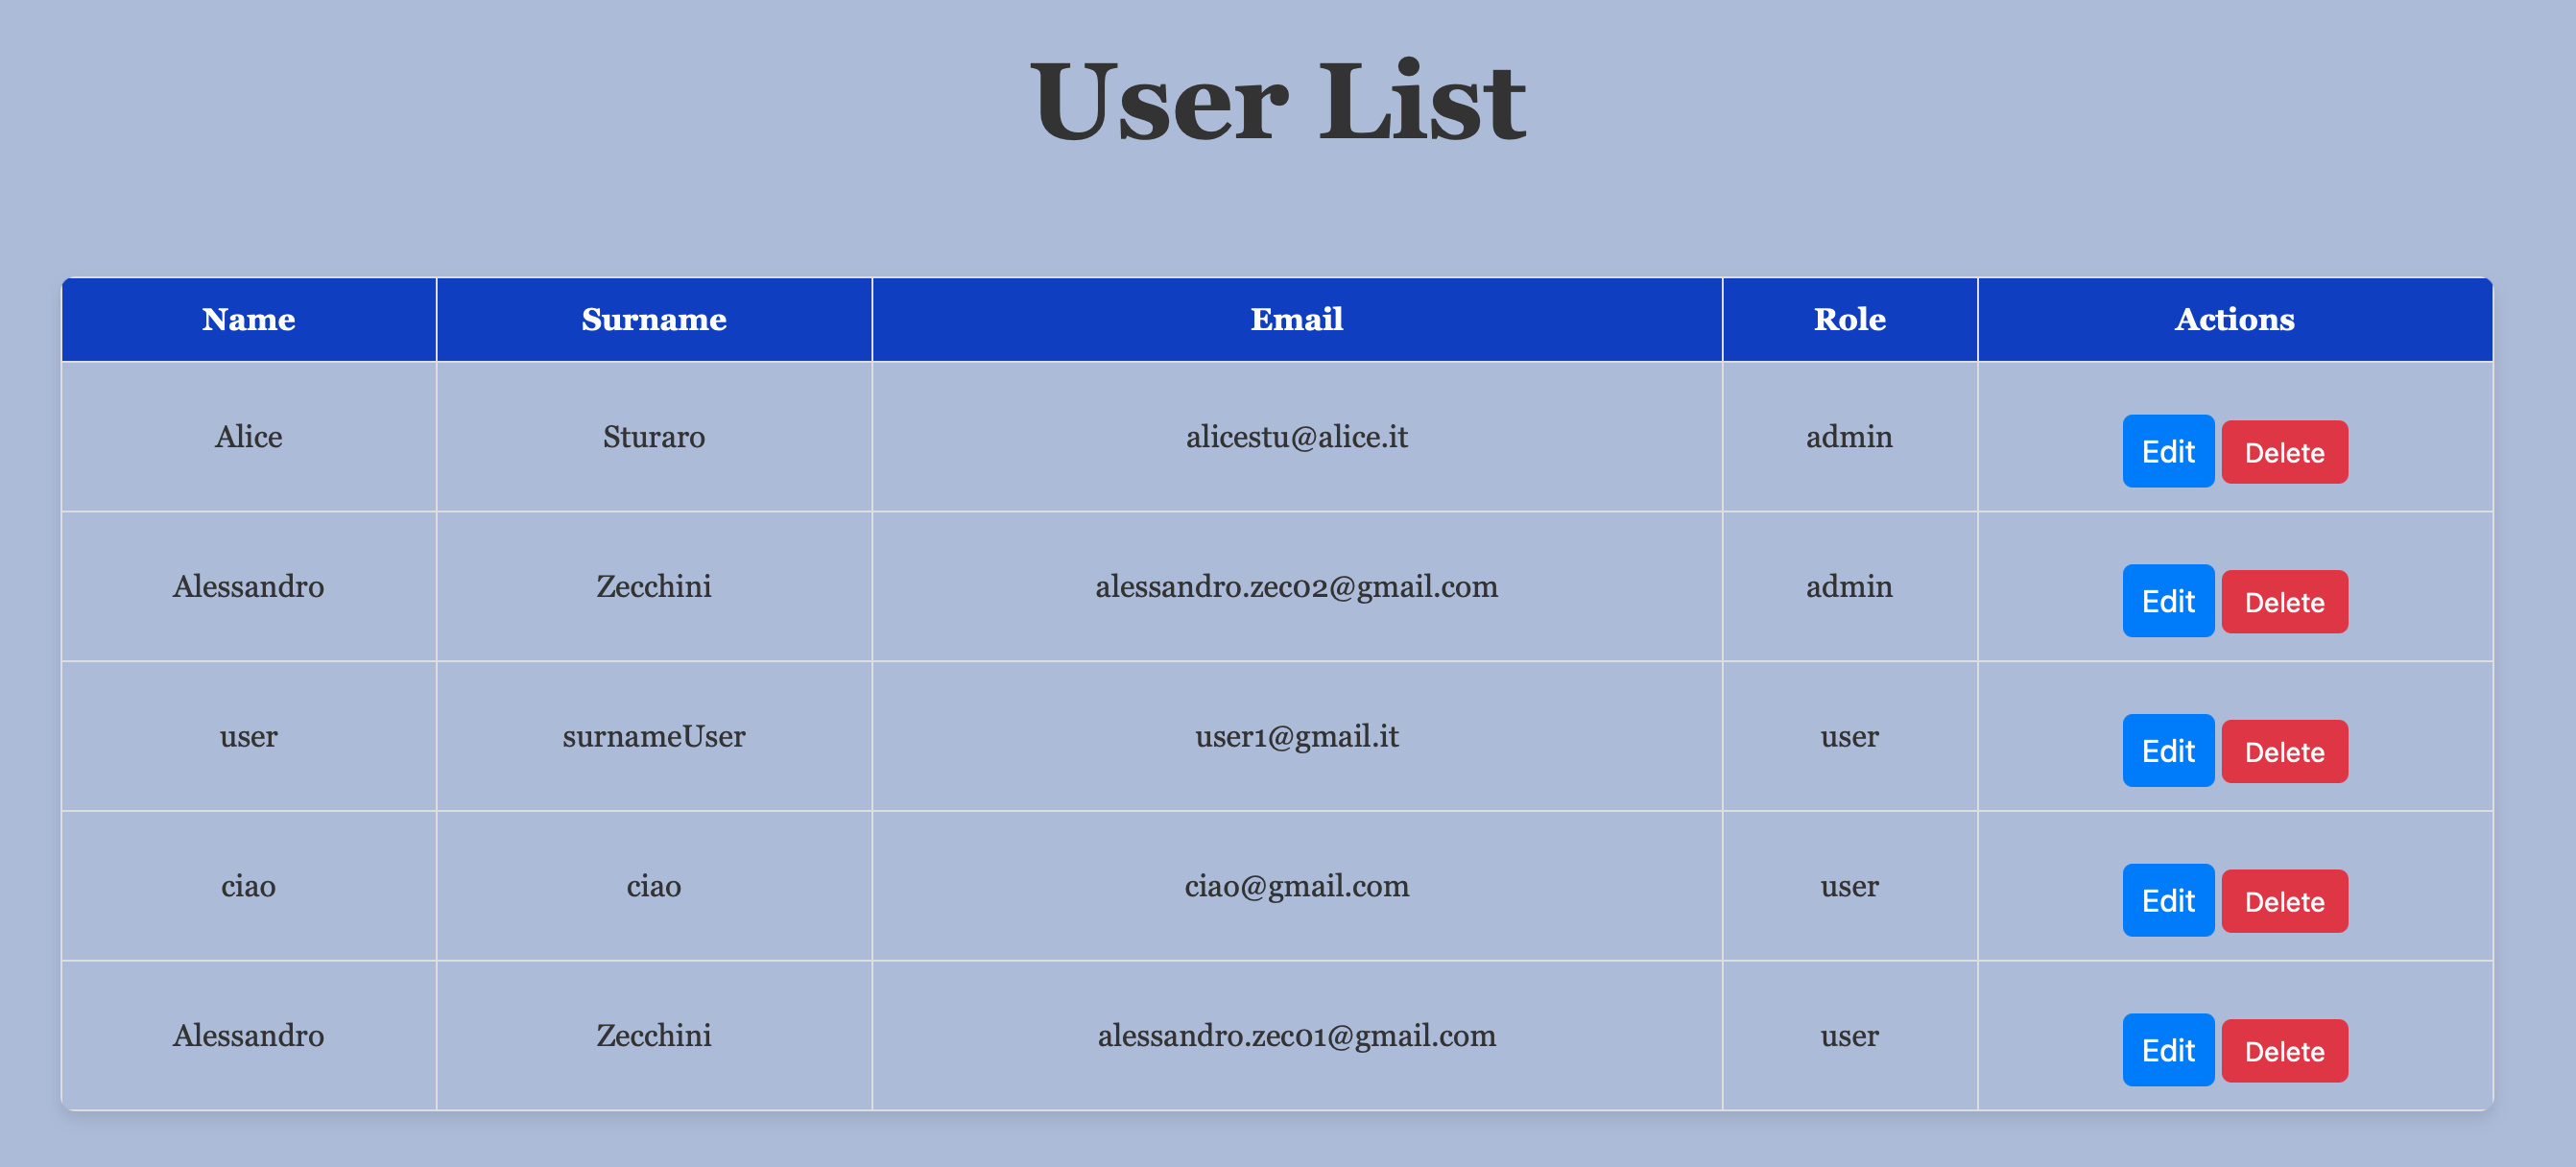 User List
Name Surname Email Role Actions
Alice Sturaro alicestu@alice.it admin Edit Delete
Alessandro Zecchini alessandro.zec02@gmail.com admin Edit Delete
user surnameUser user1@gmail.it user Edit Delete
ciao ciao ciao@gmail.com user Edit Delete
Alessandro Zecchini alessandro.zec01@gmail.com user Edit Delete